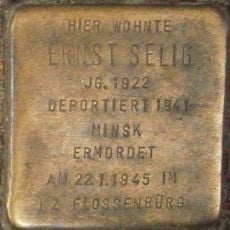 HIER WOHNTE
ERNST SELIG
JG. 1922
DEPORTIERT 1941
MINSK
ERMORDET
AM 22.1.1945 IM
KZ FLOSSENBÜRG